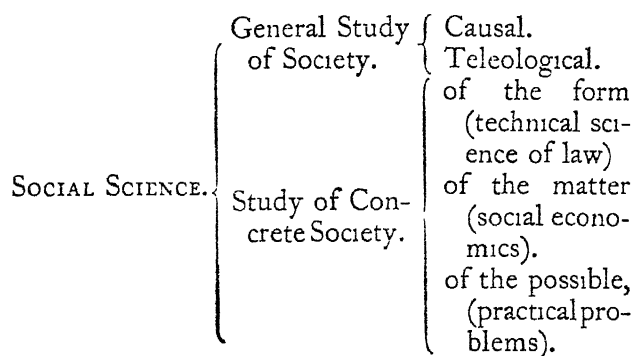 General Study
of Society.
Causal.
Teleological.
SOCIAL SCIENCE.
Study of Con-
crete Society.
of the form
(technical sci-
ence of law)
of the matter
(social econo-
mics).
of the possible,
(practical pro-
blems).